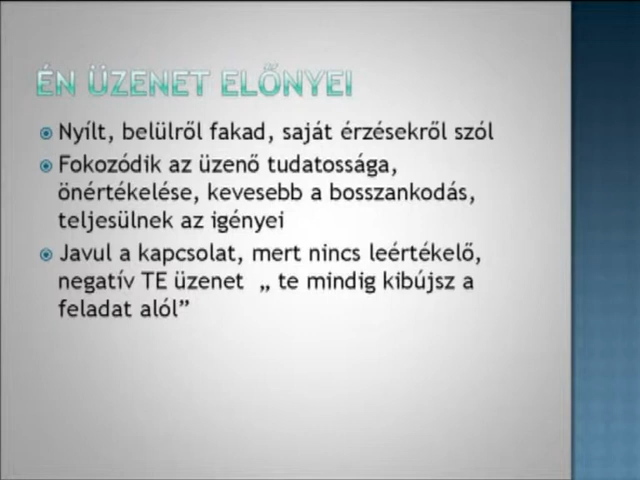 ÉN ÜZENET ELŐNYEI
Nyílt, belülről fakad, saját érzésekről szól
Fokozódik az üzenő tudatossága,
önértékelése, kevesebb a bosszankodás,
teljesülnek az igényei
Javul a kapcsolat, mert nincs leértékelő,
negatív TE üzenet „ te mindig kibújsz a
feladat alól”